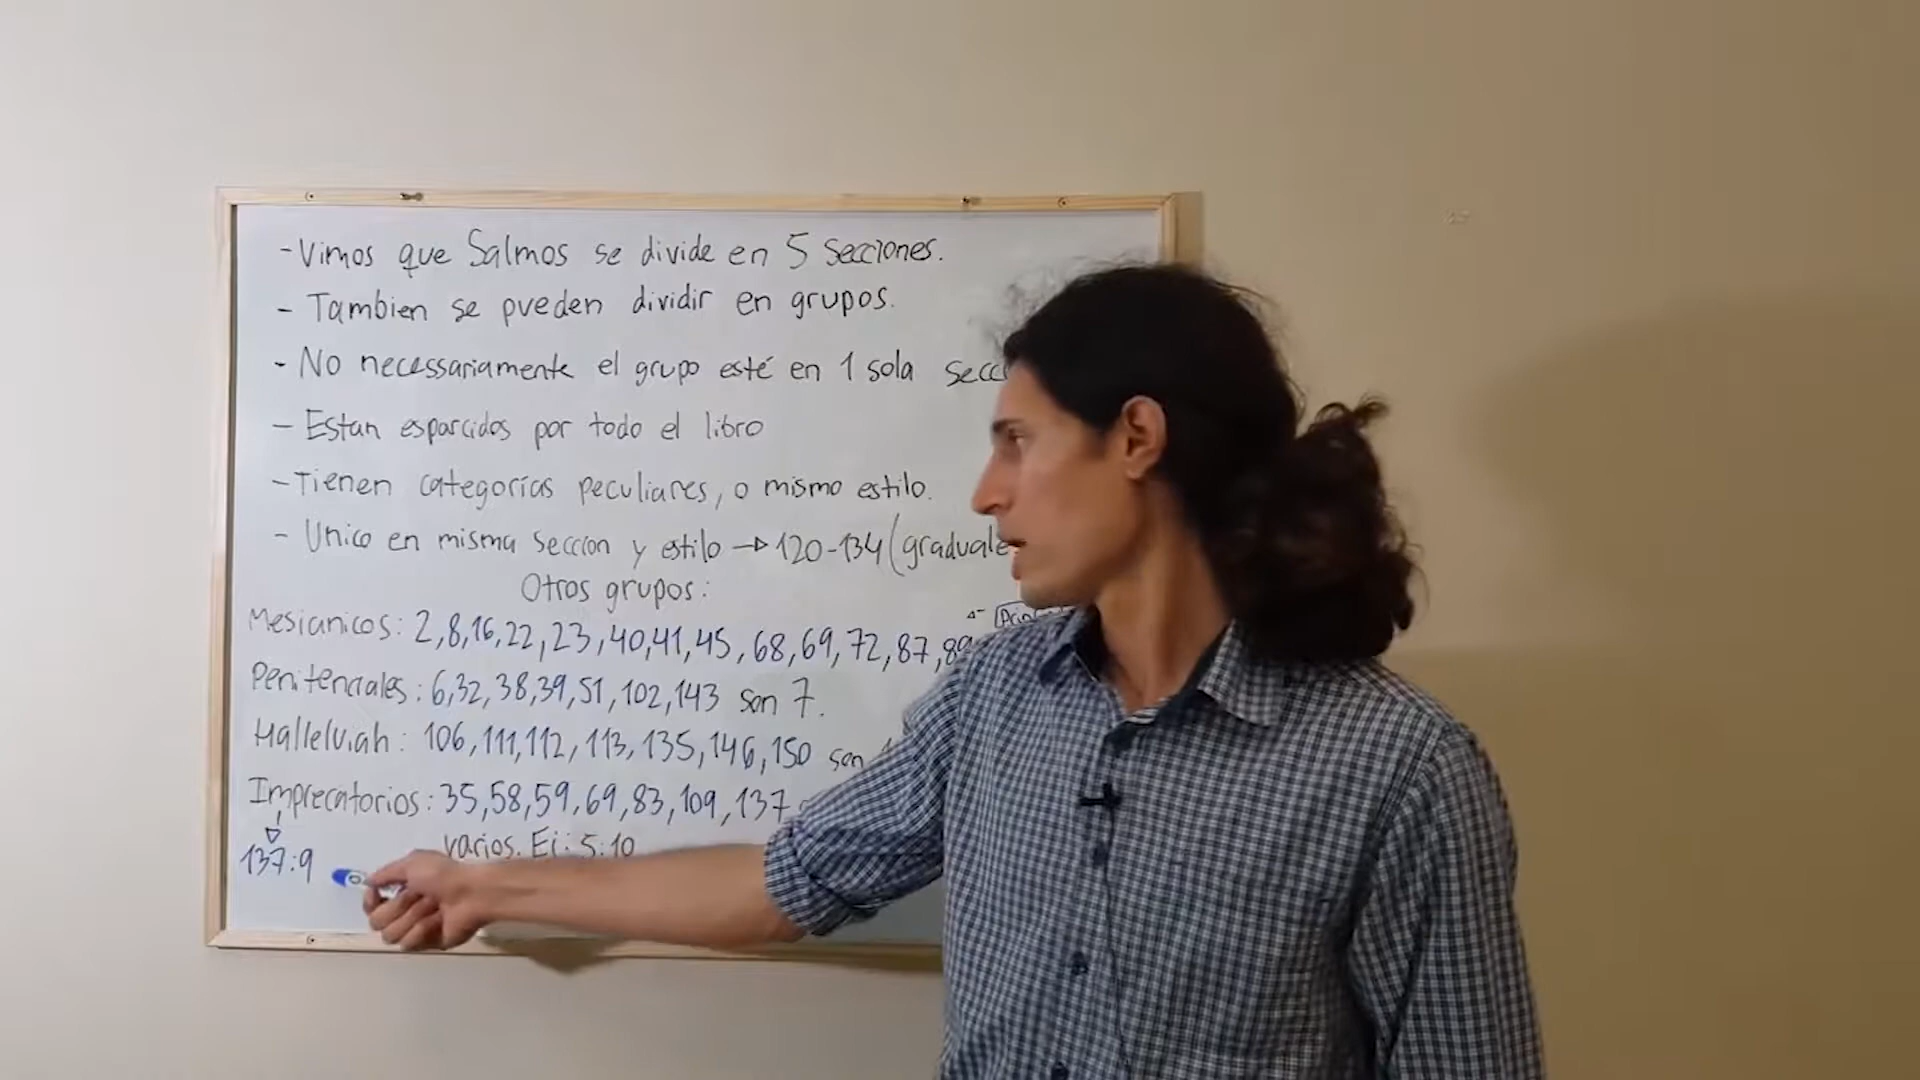 -Vimos que Salmos se divide en 5 secciones.
- Tambien se pueden dividir en grupos.
- No necessariamente el grupo esté en 1 sola secc
- Estan esparcidos por todo el libro
-Tienen categorías peculiares, o mismo estilo.
- Unico en misma seccion y estilo → 120-134 (graduale
Otros grupos:
Mesianicos: 2,8,16,22,23,40,41,45,68,69,72,87,89
Penitenciales: 6,32,38,39,51,102,143 son 7.
Halleluiah: 106,111,112,113,135,146,150 son
Imprecatorios: 35,58,59,69,83,109,137
varios. Ej: 5:10
137:9